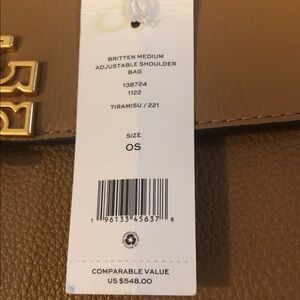 BRITTEN MEDIUM
ADJUSTABLE SHOULDER
BAG
138724
1122
TIRAMISU / 221
SIZE
OS
1 96133 45637 8
COMPARABLE VALUE
US $548.00